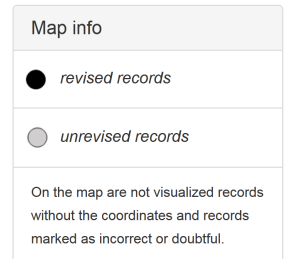 Map info
revised records
unrevised records
On the map are not visualized records
without the coordinates and records
marked as incorrect or doubtful.